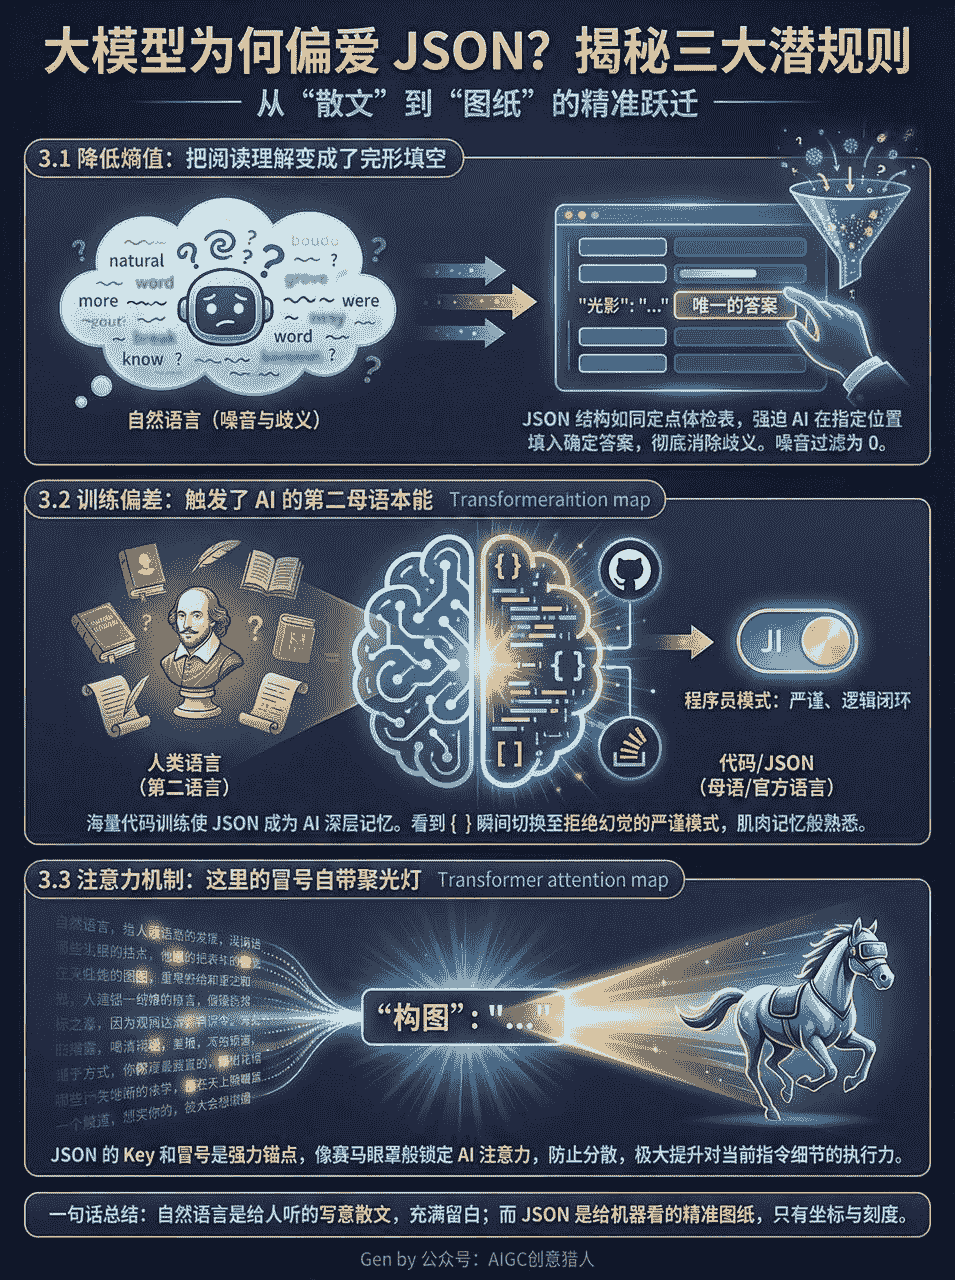 大模型为何偏爱 JSON？揭秘三大潜规则
从“散文”到“图纸”的精准跃迁
3.1 降低熵值：把阅读理解变成了完形填空
natural
word
more
know ?
boudo
grove
were
word
"光影": "..."
唯一的答案
自然语言（噪音与歧义）
JSON 结构如同定点体检表，强迫 AI 在指定位置
填入确定答案，彻底消除歧义。噪音过滤为 0。
3.2 训练偏差：触发了 AI 的第二母语本能 Transformerahtion map
{ }
{ }
[ ]
JI
程序员模式：严谨、逻辑闭环
人类语言
（第二语言）
代码/JSON
（母语/官方语言）
海量代码训练使 JSON 成为 AI 深层记忆。看到 { } 瞬间切换至拒绝幻觉的严谨模式，肌肉记忆般熟悉。
3.3 注意力机制：这里的冒号自带聚光灯 Transformer attention map
“构图”: "..."
JSON 的 Key 和冒号是强力锚点，像赛马眼罩般锁定 AI 注意力，防止分散，极大提升对当前指令细节的执行力。
一句话总结：自然语言是给人听的写意散文，充满留白；而 JSON 是给机器看的精准图纸，只有坐标与刻度。
Gen by 公众号：AIGC创意猎人